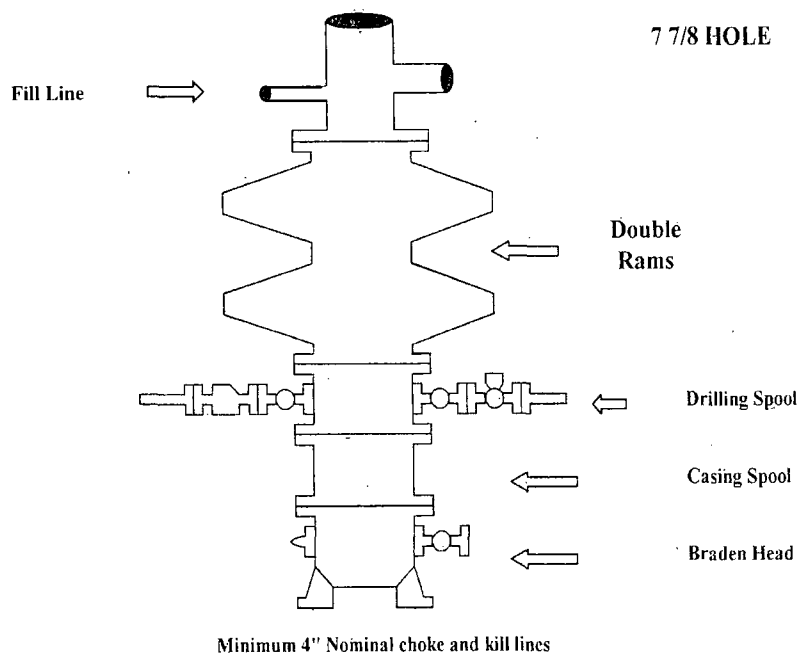 7 7/8 HOLE
Fill Line
Double
Rams
Drilling Spool
Casing Spool
Braden Head
Minimum 4" Nominal choke and kill lines